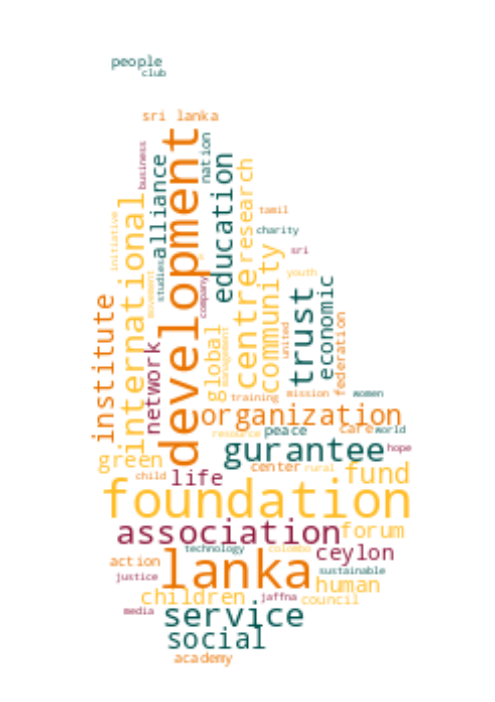 people
club
sri lanka
development
business
nation
alliance
education
research
international
initiative
studies
movement
company
tamil
charity
sri
centre
community
youth
trust
economic
institute
network
global
management
united
federation
training
mission
women
organization
resource
peace
care
world
gurantee
hope
green
center
rural
fund
child
life
foundation
association
forum
technology
colombo
ceylon
action
lanka
sustainable
justice
human
children
jaffna
council
media
service
social
academy